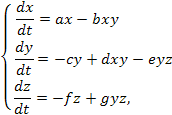 dx/dt = ax − bxy
dy/dt = −cy + dxy − eyz
dz/dt = −fz + gyz,